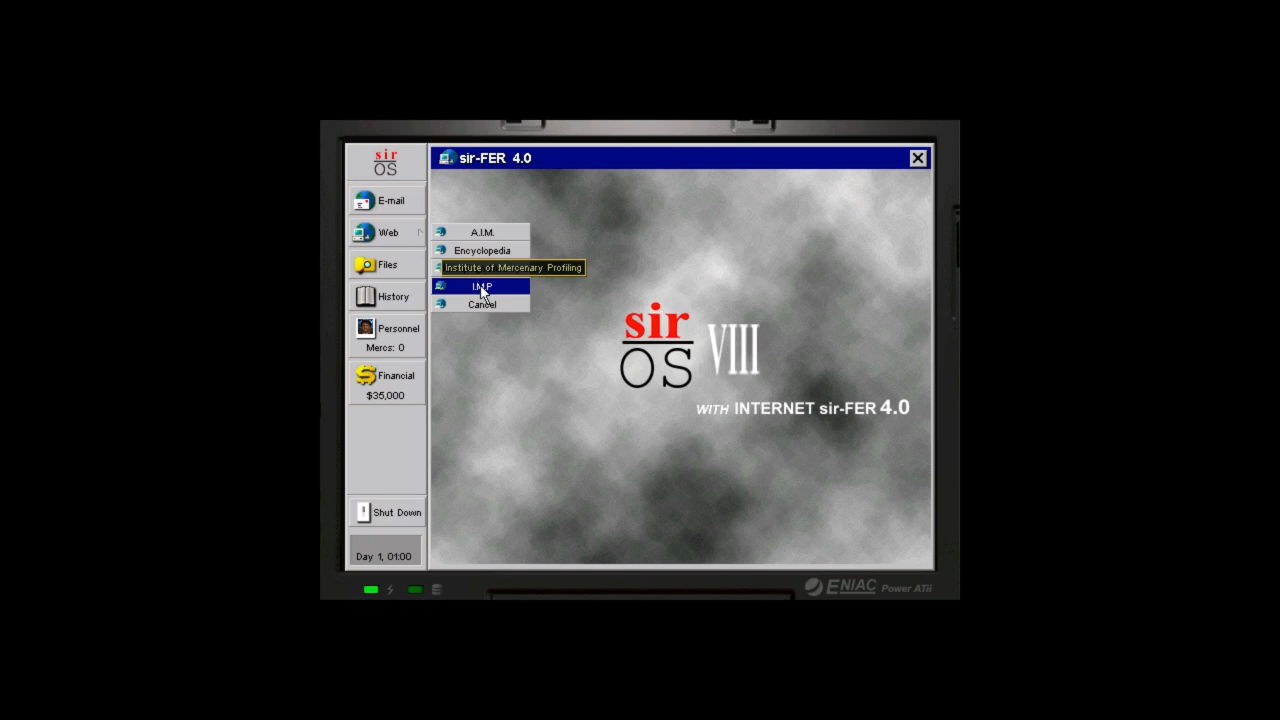 sir
OS
sir-FER 4.0
E-mail
Web
A.I.M.
Encyclopedia
Files
Institute of Mercenary Profiling
I.M.P
History
Cancel
Personnel
Mercs: 0
Financial
$35,000
sir
OS VIII
WITH INTERNET sir-FER 4.0
Shut Down
Day 1, 01:00
ENIAC Power ATii